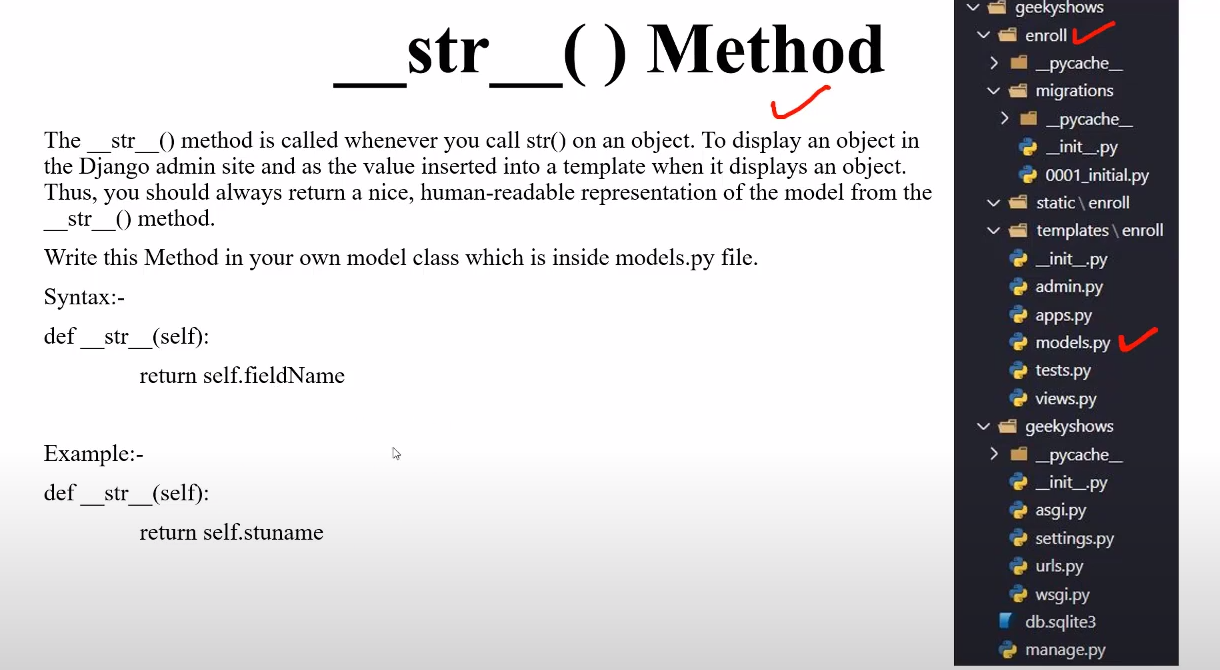 __str__( ) Method
The __str__() method is called whenever you call str() on an object. To display an object in
the Django admin site and as the value inserted into a template when it displays an object.
Thus, you should always return a nice, human-readable representation of the model from the
__str__() method.
Write this Method in your own model class which is inside models.py file.
Syntax:-
def __str__(self):
return self.fieldName
Example:-
def __str__(self):
return self.stuname
geekyshows
enroll
__pycache__
migrations
__pycache__
__init__.py
0001_initial.py
static\enroll
templates\enroll
__init__.py
admin.py
apps.py
models.py
tests.py
views.py
geekyshows
__pycache__
__init__.py
asgi.py
settings.py
urls.py
wsgi.py
db.sqlite3
manage.py